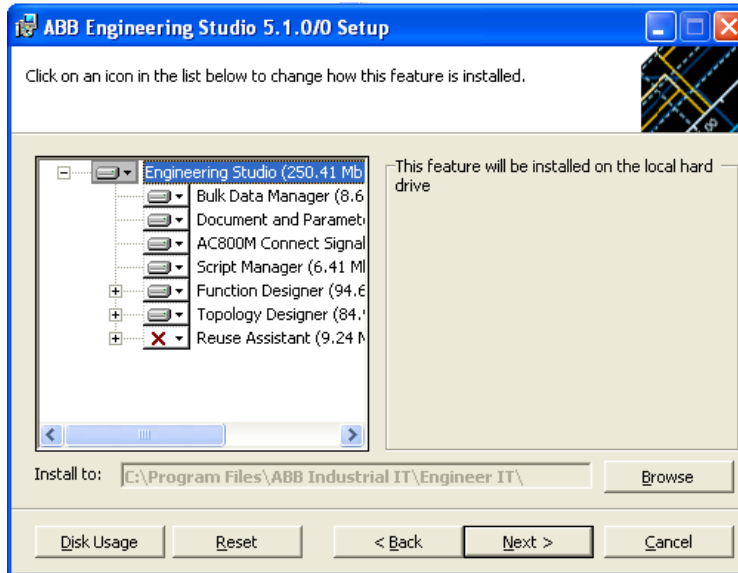 ABB Engineering Studio 5.1.0/0 Setup
Click on an icon in the list below to change how this feature is installed.
Engineering Studio (250.41 Mb
Bulk Data Manager (8.6
Document and Paramet
AC800M Connect Signal
Script Manager (6.41 M
Function Designer (94.6
Topology Designer (84.
Reuse Assistant (9.24 M
This feature will be installed on the local hard
drive
Install to: C:\Program Files\ABB Industrial IT\Engineer IT\ Browse
Disk Usage Reset < Back Next > Cancel